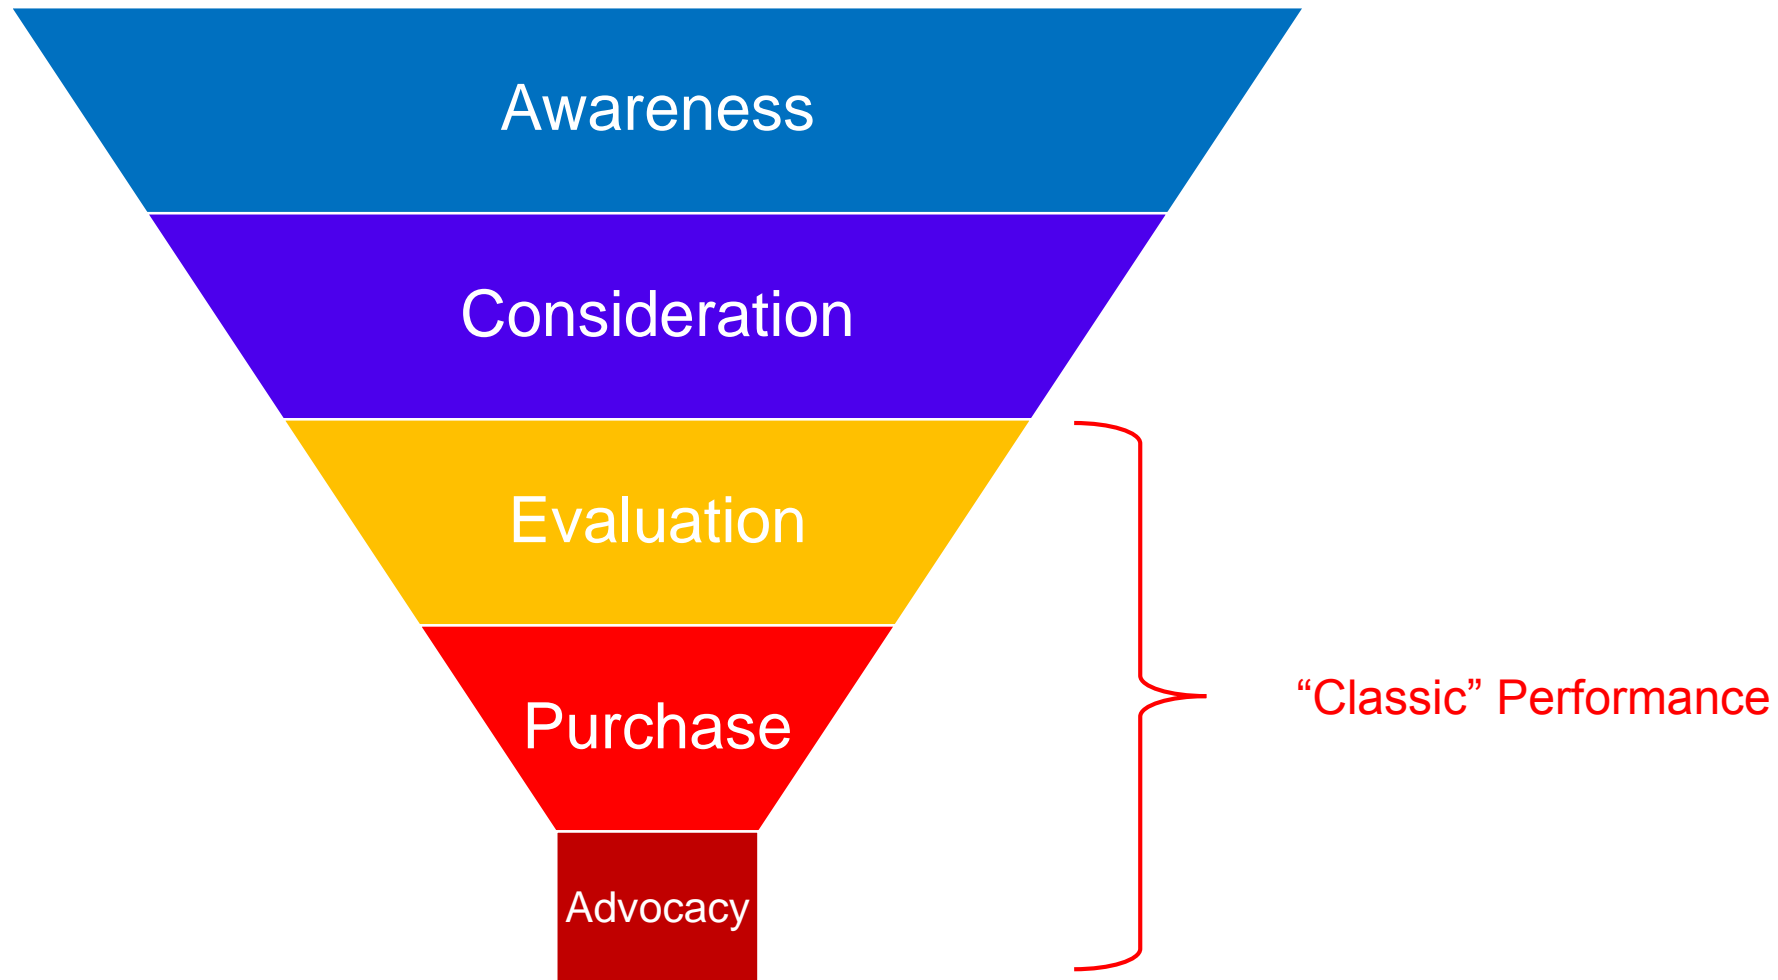 Awareness
Consideration
Evaluation
Purchase
“Classic” Performance
Advocacy